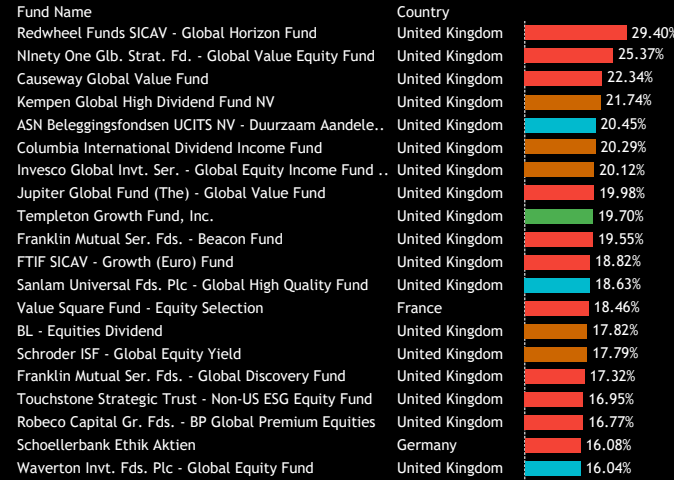 Fund Name Country
Redwheel Funds SICAV - Global Horizon Fund United Kingdom 29.40%
NInety One Glb. Strat. Fd. - Global Value Equity Fund United Kingdom 25.37%
Causeway Global Value Fund United Kingdom 22.34%
Kempen Global High Dividend Fund NV United Kingdom 21.74%
ASN Beleggingsfondsen UCITS NV - Duurzaam Aandele.. United Kingdom 20.45%
Columbia International Dividend Income Fund United Kingdom 20.29%
Invesco Global Invt. Ser. - Global Equity Income Fund .. United Kingdom 20.12%
Jupiter Global Fund (The) - Global Value Fund United Kingdom 19.98%
Templeton Growth Fund, Inc. United Kingdom 19.70%
Franklin Mutual Ser. Fds. - Beacon Fund United Kingdom 19.55%
FTIF SICAV - Growth (Euro) Fund United Kingdom 18.82%
Sanlam Universal Fds. Plc - Global High Quality Fund United Kingdom 18.63%
Value Square Fund - Equity Selection France 18.46%
BL - Equities Dividend United Kingdom 17.82%
Schroder ISF - Global Equity Yield United Kingdom 17.79%
Franklin Mutual Ser. Fds. - Global Discovery Fund United Kingdom 17.32%
Touchstone Strategic Trust - Non-US ESG Equity Fund United Kingdom 16.95%
Robeco Capital Gr. Fds. - BP Global Premium Equities United Kingdom 16.77%
Schoellerbank Ethik Aktien Germany 16.08%
Waverton Invt. Fds. Plc - Global Equity Fund United Kingdom 16.04%